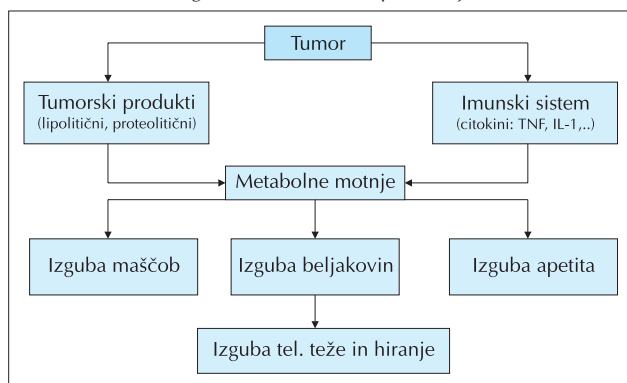 Tumor
Tumorski produkti
(lipolitični, proteolitični)
Imunski sistem
(citokini: TNF, IL-1,..)
Metabolne motnje
Izguba maščob
Izguba beljakovin
Izguba apetita
Izguba tel. teže in hiranje